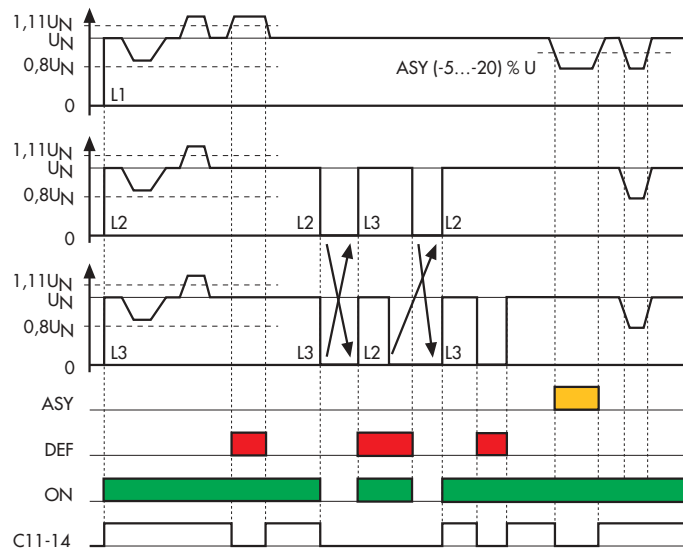 1,11UN
UN
0,8UN
ASY (-5...-20) % U
0
L1
1,11UN
UN
0,8UN
L2
L2
L3
L2
0
1,11UN
UN
0,8UN
L3
L3
L2
L3
0
ASY
DEF
ON
C11-14